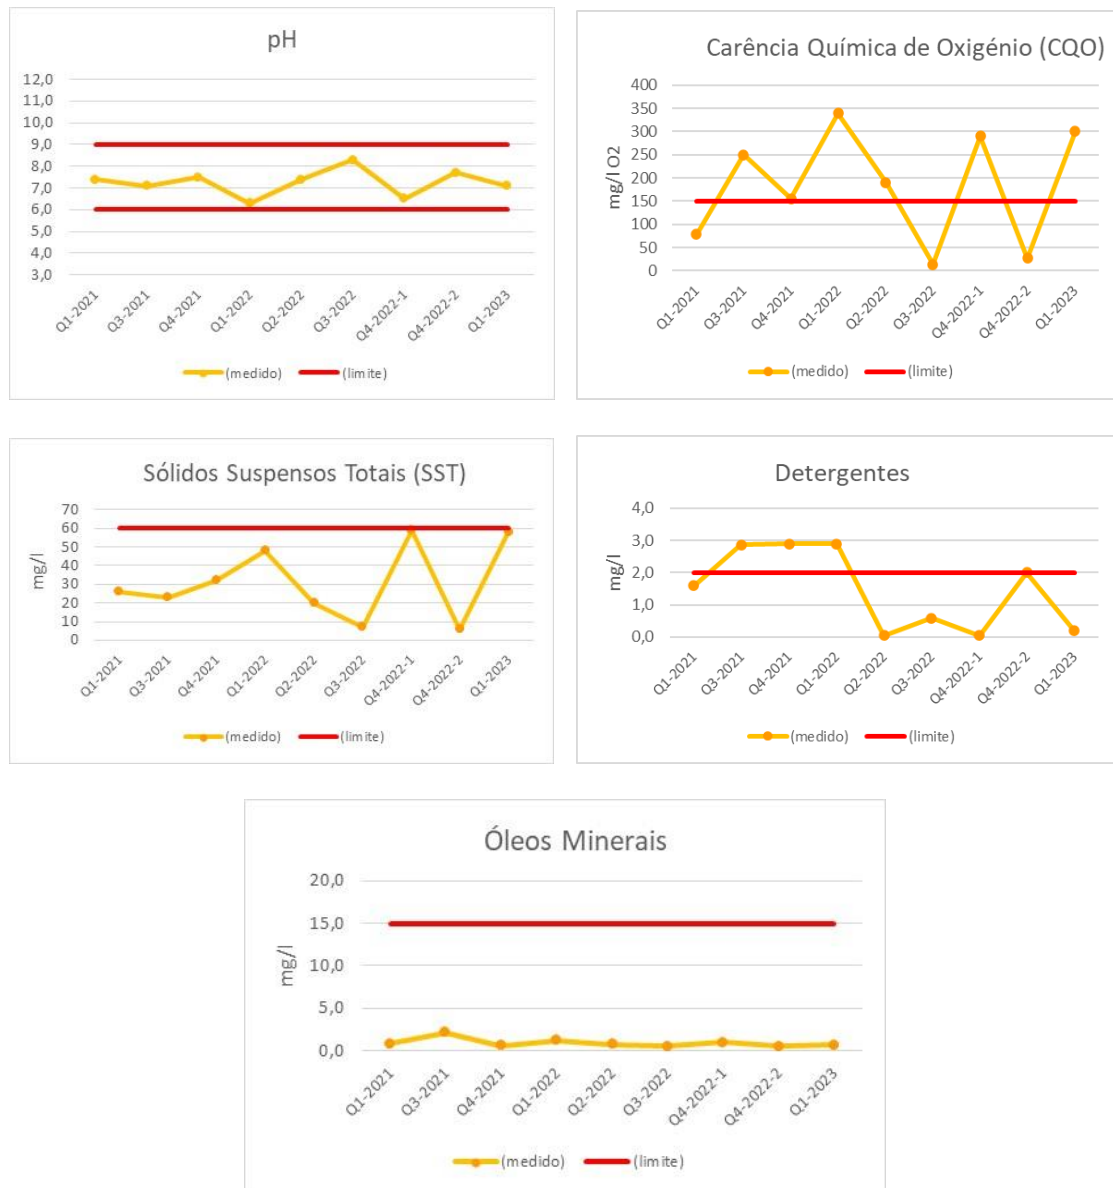 pH
12,0
11,0
10,0
9,0
8,0
7,0
6,0
5,0
4,0
3,0
Q1-2021
Q3-2021
Q4-2021
Q1-2022
Q2-2022
Q3-2022
Q4-2022-1
Q4-2022-2
Q1-2023
(medido)
(limite)
Carência Química de Oxigénio (CQO)
mg/l O2
400
350
300
250
200
150
100
50
0
Q1-2021
Q3-2021
Q4-2021
Q1-2022
Q2-2022
Q3-2022
Q4-2022-1
Q4-2022-2
Q1-2023
(medido)
(limite)
Sólidos Suspensos Totais (SST)
mg/l
70
60
50
40
30
20
10
0
Q1-2021
Q3-2021
Q4-2021
Q1-2022
Q2-2022
Q3-2022
Q4-2022-1
Q4-2022-2
Q1-2023
(medido)
(limite)
Detergentes
mg/l
4,0
3,0
2,0
1,0
0,0
Q1-2021
Q3-2021
Q4-2021
Q1-2022
Q2-2022
Q3-2022
Q4-2022-1
Q4-2022-2
Q1-2023
(medido)
(limite)
Óleos Minerais
mg/l
20,0
15,0
10,0
5,0
0,0
Q1-2021
Q3-2021
Q4-2021
Q1-2022
Q2-2022
Q3-2022
Q4-2022-1
Q4-2022-2
Q1-2023
(medido)
(limite)